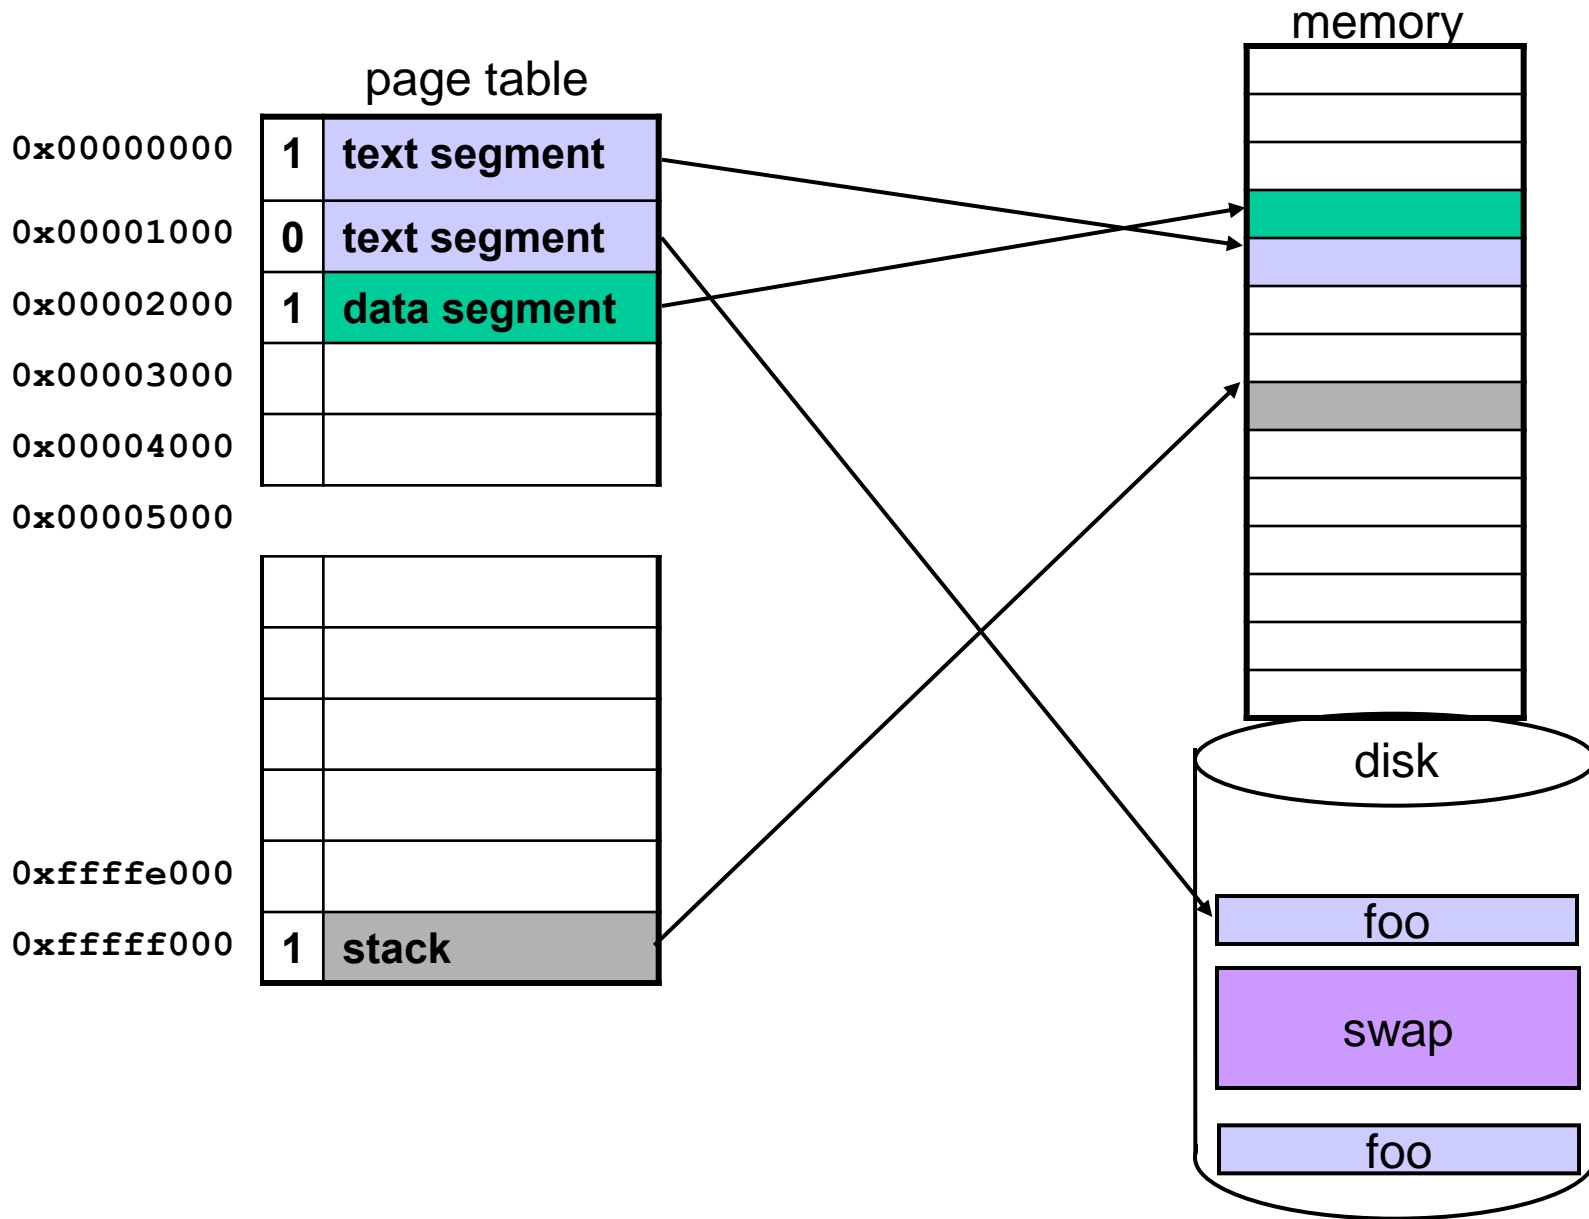 memory
page table
0x00000000 1 text segment
0x00001000 0 text segment
0x00002000 1 data segment
0x00003000
0x00004000
0x00005000
disk
0xffffe000
foo
0xfffff000 1 stack
swap
foo